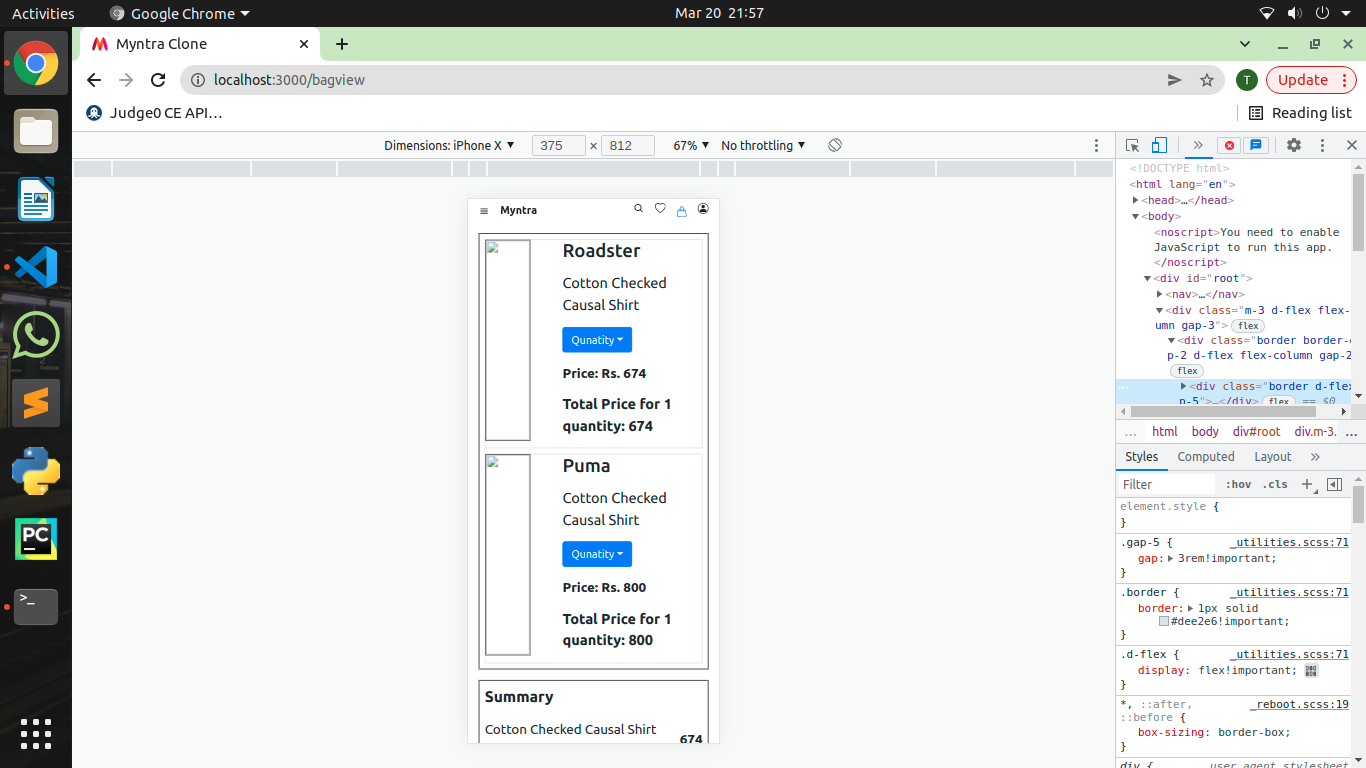 Activities
Google Chrome
Mar 20 21:57
Myntra Clone
localhost:3000/bagview
T
Update
Judge0 CE API…
Reading list
Dimensions: iPhone X
375 × 812
67%
No throttling
Myntra
Roadster
Cotton Checked
Causal Shirt
Qunatity
Price: Rs. 674
Total Price for 1
quantity: 674
Puma
Cotton Checked
Causal Shirt
Qunatity
Price: Rs. 800
Total Price for 1
quantity: 800
Summary
Cotton Checked Causal Shirt
674
<!DOCTYPE html>
<html lang="en">
<head>…</head>
<body>
<noscript>You need to enable
JavaScript to run this app.
</noscript>
<div id="root">
<nav>…</nav>
<div class="m-3 d-flex flex-
umn gap-3"> flex
<div class="border border-
p-2 d-flex flex-column gap-2
flex
<div class="border d-fle
p-5">…</div> flex == $0
… html body div#root div.m-3. …
Styles Computed Layout »
Filter :hov .cls +
element.style {
}
.gap-5 { _utilities.scss:71
gap: 3rem!important;
}
.border { _utilities.scss:71
border: 1px solid
#dee2e6!important;
}
.d-flex { _utilities.scss:71
display: flex!important;
}
*, ::after, _reboot.scss:19
::before {
box-sizing: border-box;
}
div { user agent stylesheet
PC
>_